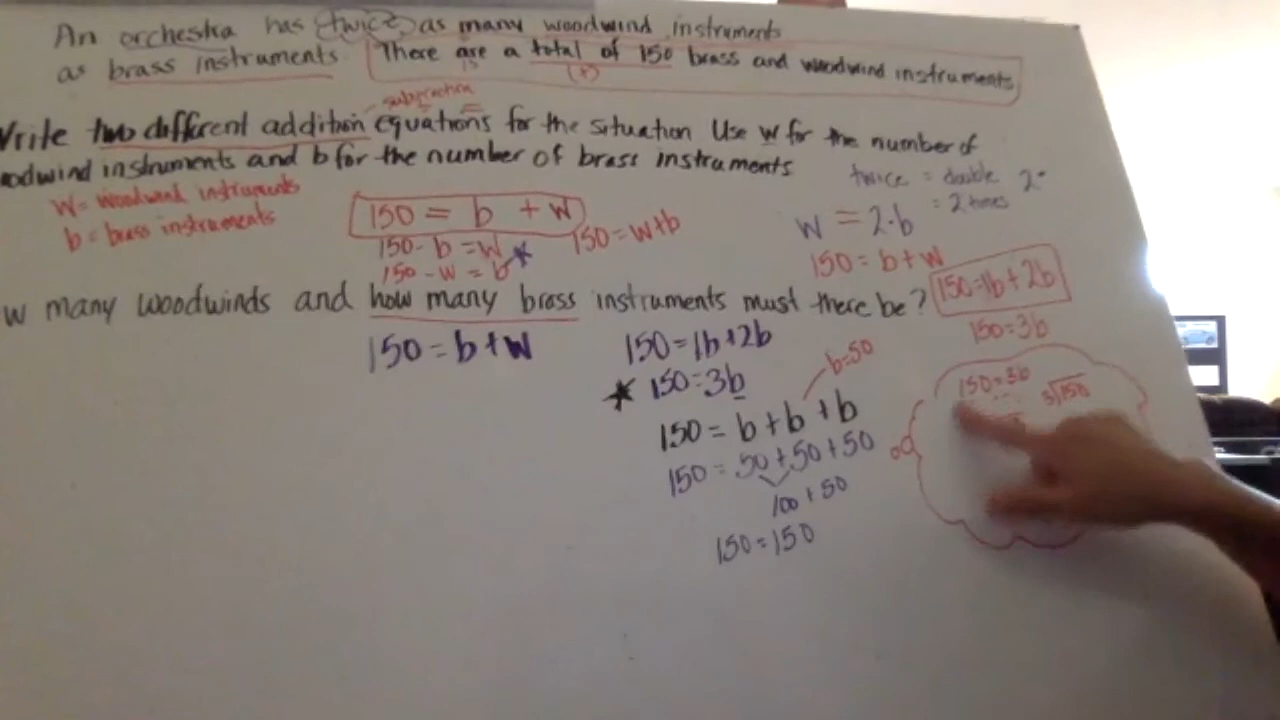 An orchestra has twice as many woodwind instruments
as brass instruments. There are a total of 150 brass and woodwind instruments
is
(+)
subtraction
Write two different addition equations for the situation Use w for the number of
oodwind instruments and b for the number of brass instruments
W = woodwind instruments
b = brass instruments
150 = b + w
150 - b = w
150 - w = b
150 = w + b
twice = double 2·
= 2 times
w = 2·b
150 = b + w
150 = 1b + 2b
150 = 3b
w many woodwinds and how many brass instruments must there be?
150 = b + w
150 = 1b + 2b
150 = 3b
150 = b + b + b
b = 50
150 = 50 + 50 + 50
100 + 50
150 = 150
150 = 3b
3)150